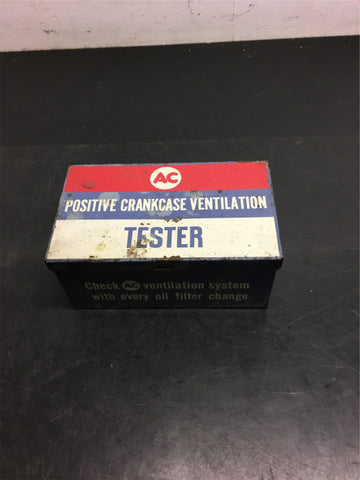 AC
POSITIVE CRANKCASE VENTILATION
TESTER
Check AC ventilation system
with every oil filter change